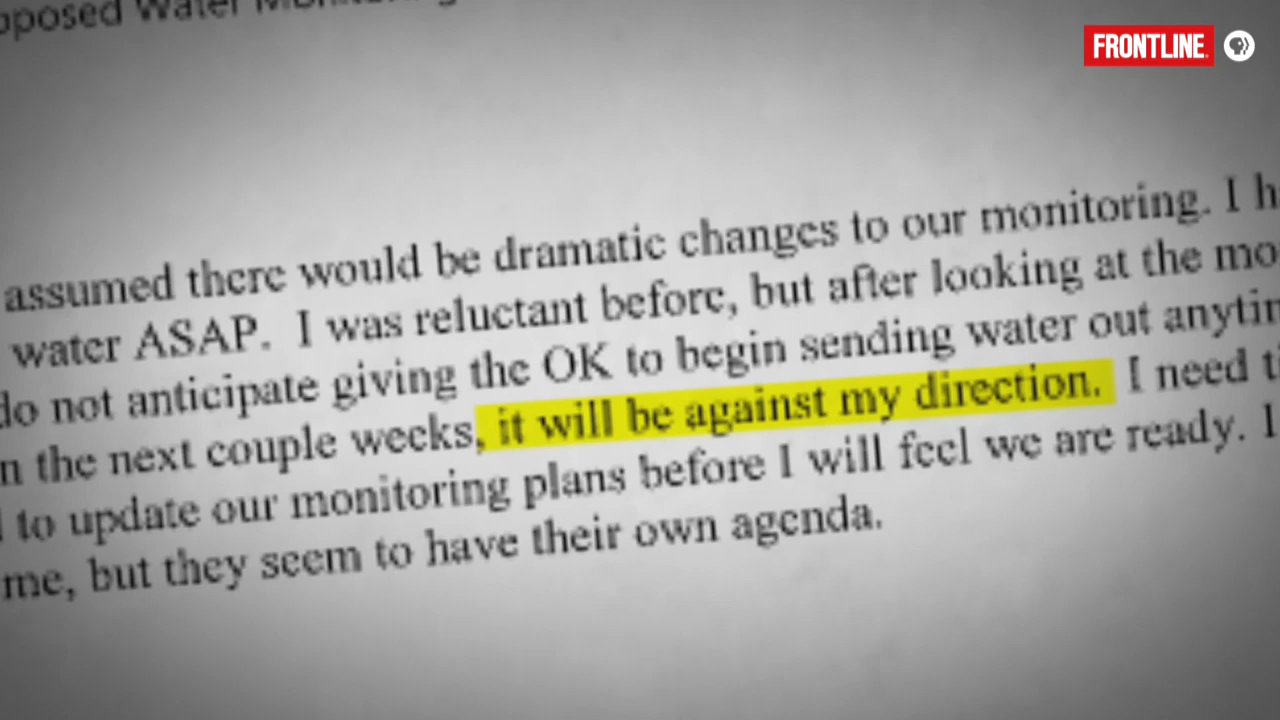 oposed Water Monitoring
FRONTLINE
assumed there would be dramatic changes to our monitoring. I h
water ASAP. I was reluctant before, but after looking at the mo
do not anticipate giving the OK to begin sending water out anytim
n the next couple weeks, it will be against my direction. I need t
to update our monitoring plans before I will feel we are ready. I
me, but they seem to have their own agenda.